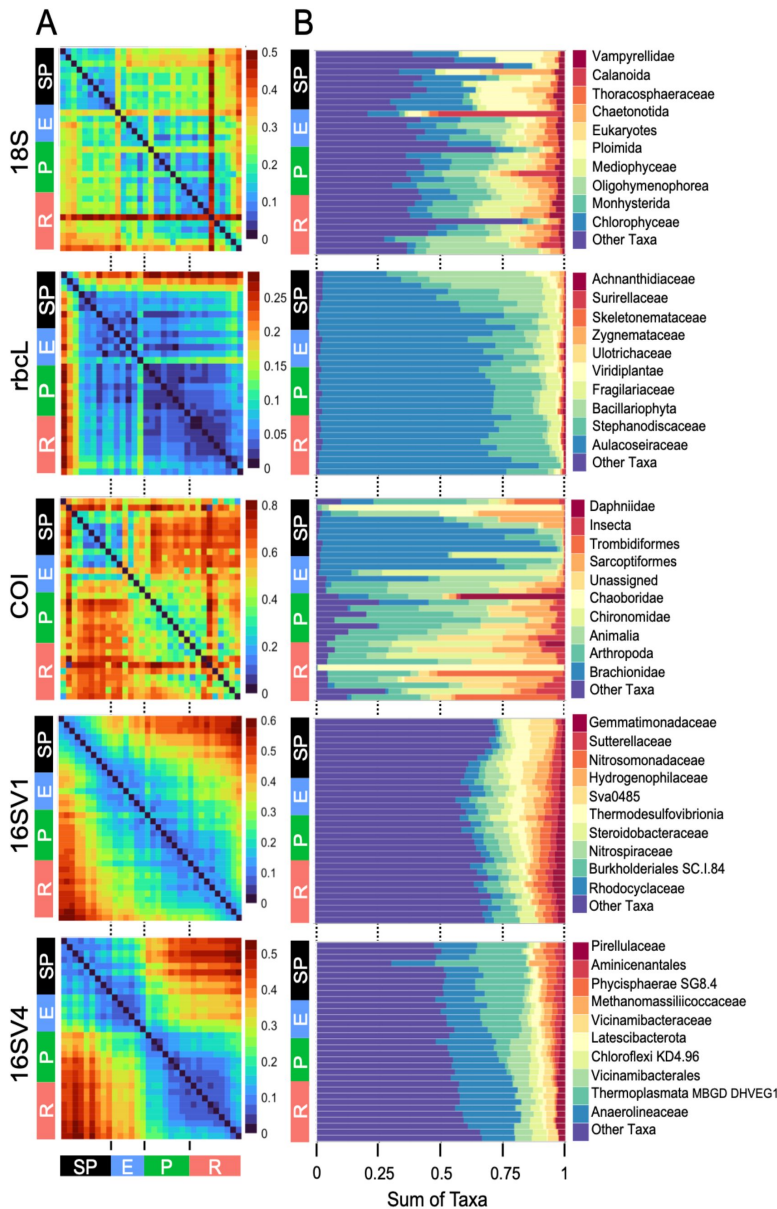 A
B
18S
SP
E
P
R
0.5
0.4
0.3
0.2
0.1
0
Vampyrellidae
Calanoida
Thoracosphaeraceae
Chaetonotida
Eukaryotes
Ploimida
Mediophyceae
Oligohymenophorea
Monhysterida
Chlorophyceae
Other Taxa
rbcL
SP
E
P
R
0.25
0.20
0.15
0.10
0.05
0
Achnanthidiaceae
Surirellaceae
Skeletonemataceae
Zygnemataceae
Ulotrichaceae
Viridiplantae
Fragilariaceae
Bacillariophyta
Stephanodiscaceae
Aulacoseiraceae
Other Taxa
COI
SP
E
P
R
0.8
0.6
0.4
0.2
0
Daphniidae
Insecta
Trombidiformes
Sarcoptiformes
Unassigned
Chaoboridae
Chironomidae
Animalia
Arthropoda
Brachionidae
Other Taxa
16SV1
SP
E
P
R
0.6
0.5
0.4
0.3
0.2
0.1
0
Gemmatimonadaceae
Sutterellaceae
Nitrosomonadaceae
Hydrogenophilaceae
Sva0485
Thermodesulfovibrionia
Steroidobacteraceae
Nitrospiraceae
Burkholderiales SC.I.84
Rhodocyclaceae
Other Taxa
16SV4
SP
E
P
R
0.5
0.4
0.3
0.2
0.1
0
Pirellulaceae
Aminicenantales
Phycisphaerae SG8.4
Methanomassiliicoccaceae
Vicinamibacteraceae
Latescibacterota
Chloroflexi KD4.96
Vicinamibacterales
Thermoplasmata MBGD DHVEG1
Anaerolineaceae
Other Taxa
SP E P R
0 0.25 0.50 0.75 1
Sum of Taxa